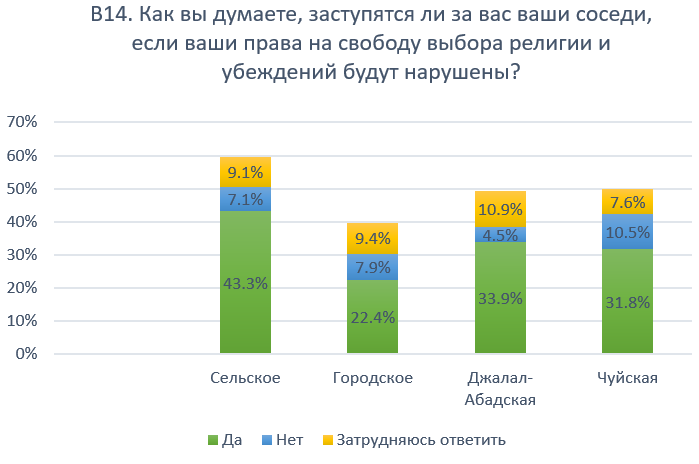 В14. Как вы думаете, заступятся ли за вас ваши соседи,
если ваши права на свободу выбора религии и
убеждений будут нарушены?
70%
60%
50%
40%
30%
20%
10%
0%
9.1%
7.1%
43.3%
9.4%
7.9%
22.4%
10.9%
4.5%
33.9%
7.6%
10.5%
31.8%
Сельское
Городское
Джалал-
Абадская
Чуйская
Да
Нет
Затрудняюсь ответить